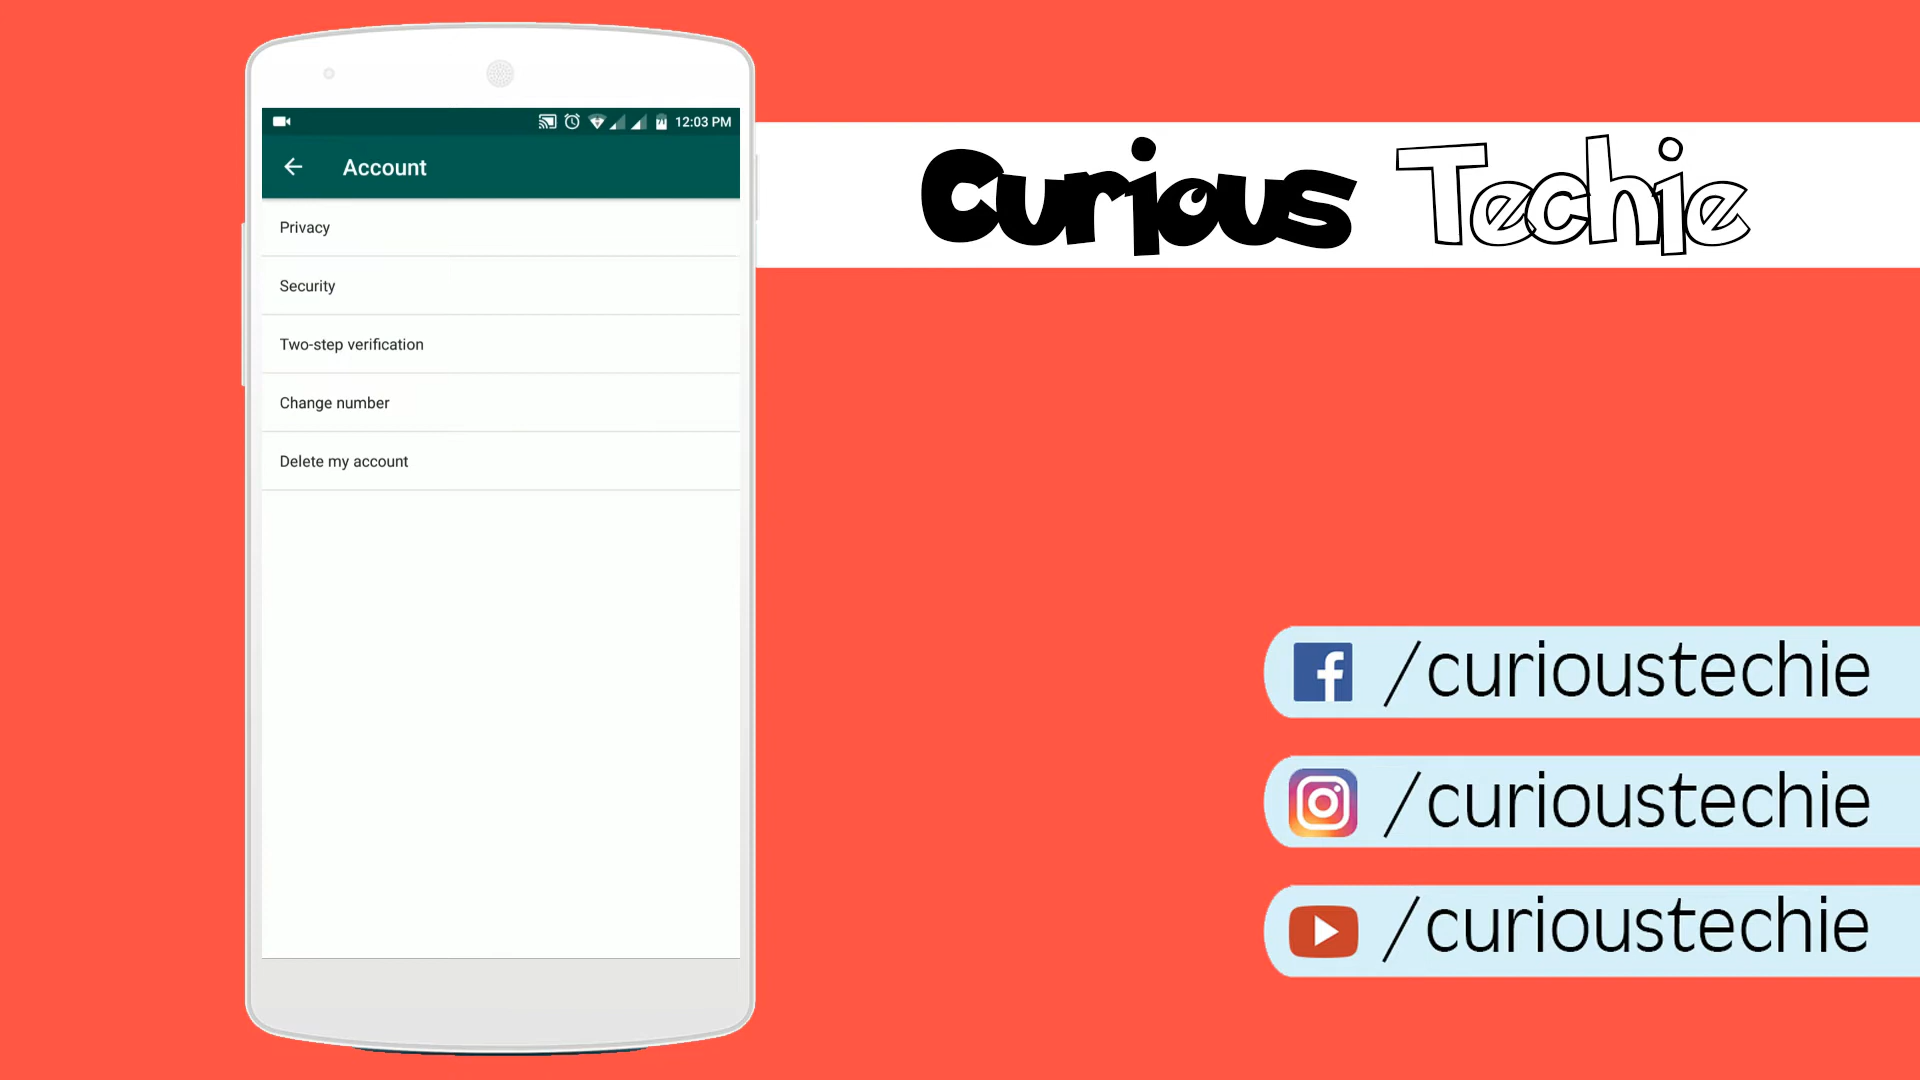 12:03 PM
Account
Privacy
Security
Two-step verification
Change number
Delete my account
Curious Techie
/curioustechie
/curioustechie
/curioustechie